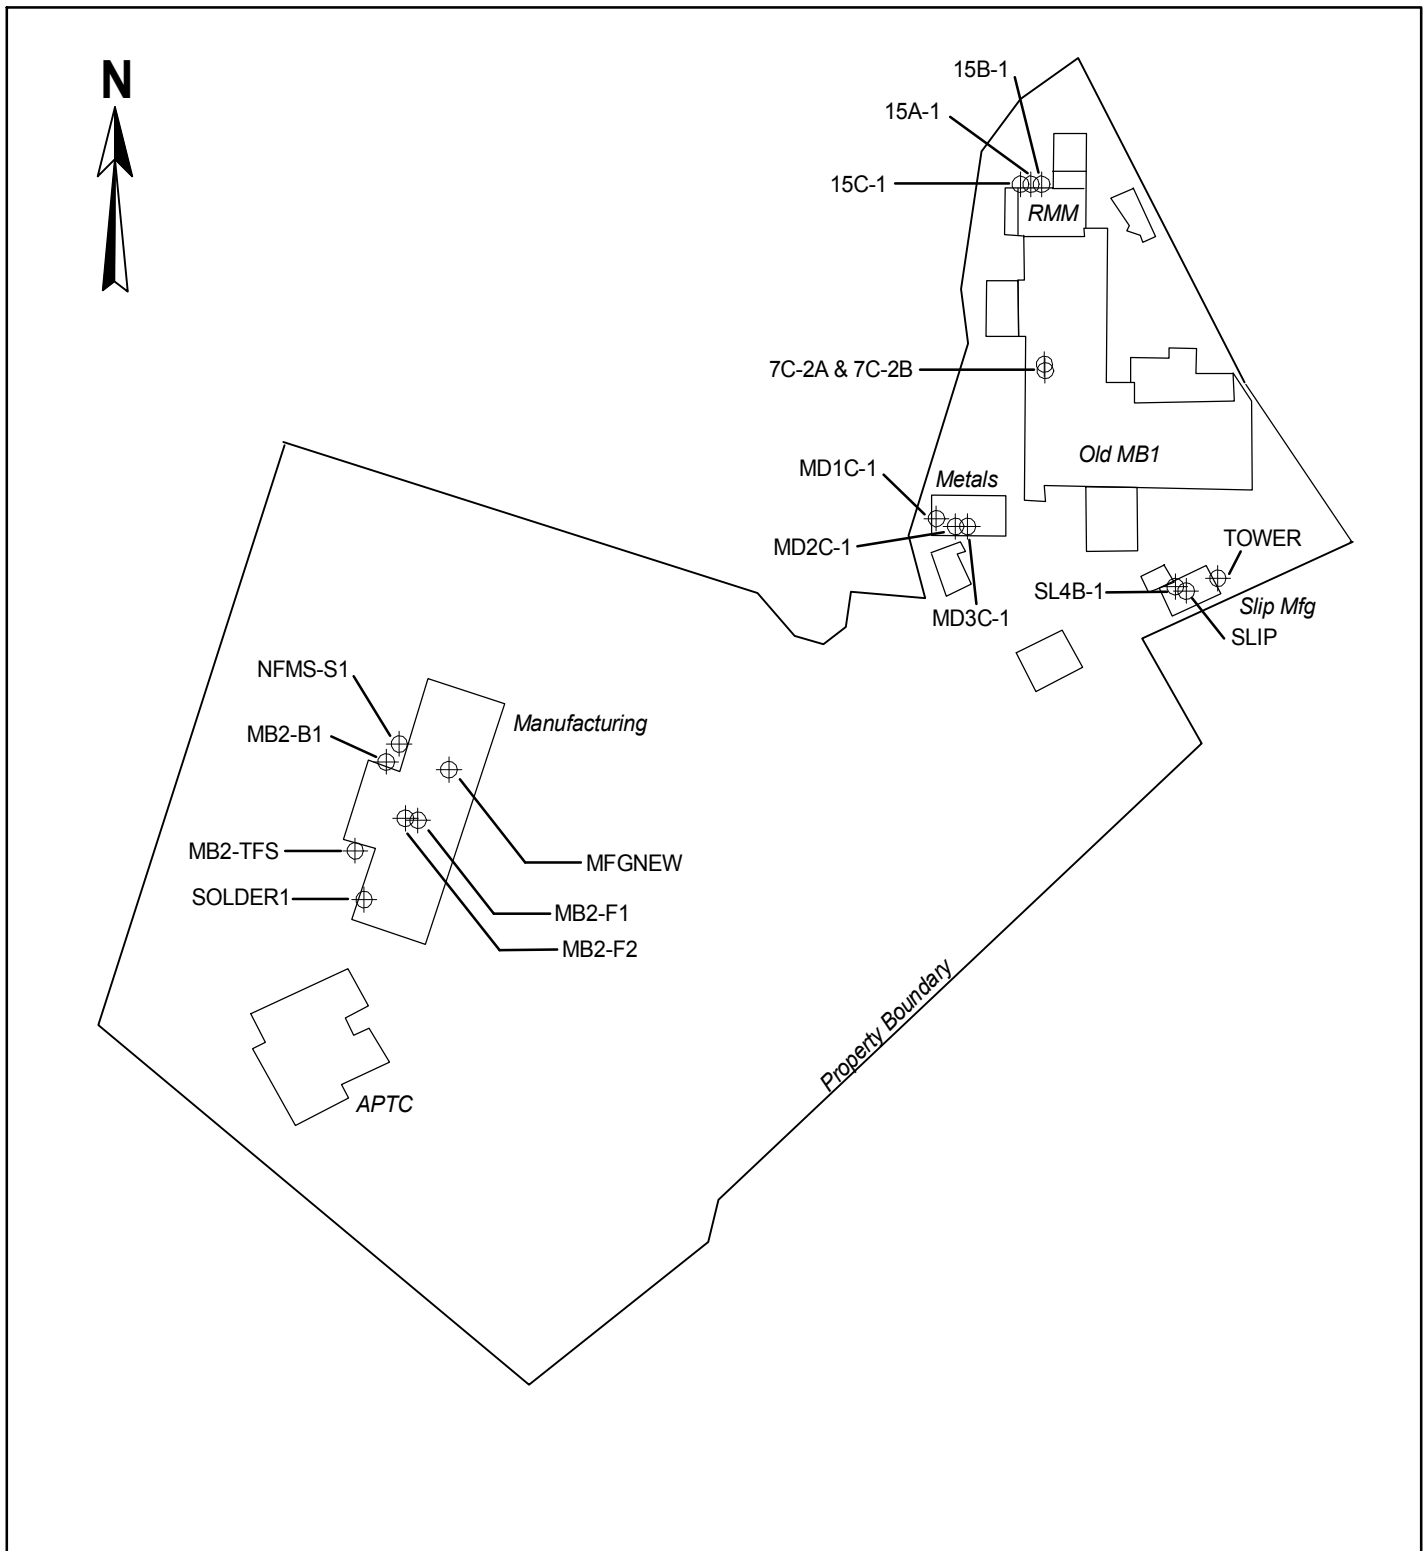 N
15B-1
15A-1
15C-1
RMM
7C-2A & 7C-2B
Old MB1
MD1C-1
Metals
MD2C-1
TOWER
SL4B-1
Slip Mfg
MD3C-1
SLIP
NFMS-S1
Manufacturing
MB2-B1
MB2-TFS
MFGNEW
SOLDER1
MB2-F1
MB2-F2
Property Boundary
APTC